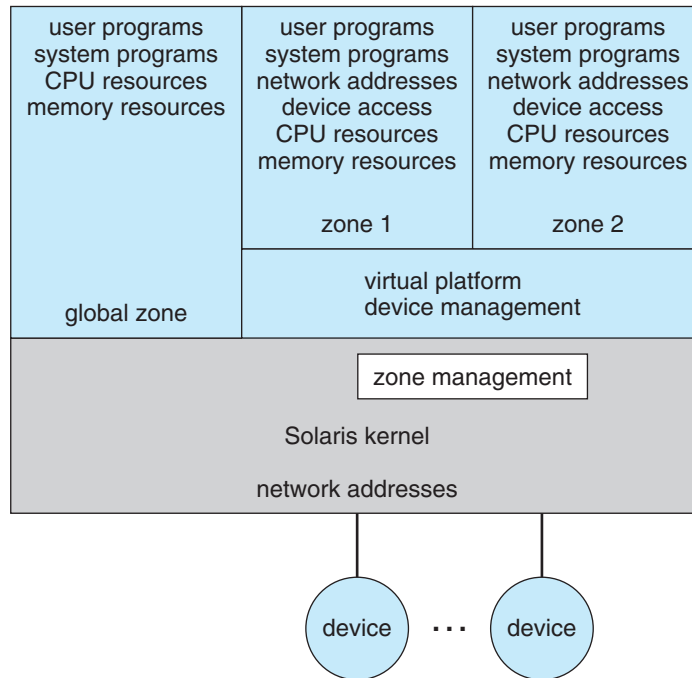 user programs
system programs
CPU resources
memory resources
global zone
user programs
system programs
network addresses
device access
CPU resources
memory resources
zone 1
user programs
system programs
network addresses
device access
CPU resources
memory resources
zone 2
virtual platform
device management
zone management
Solaris kernel
network addresses
device
...
device